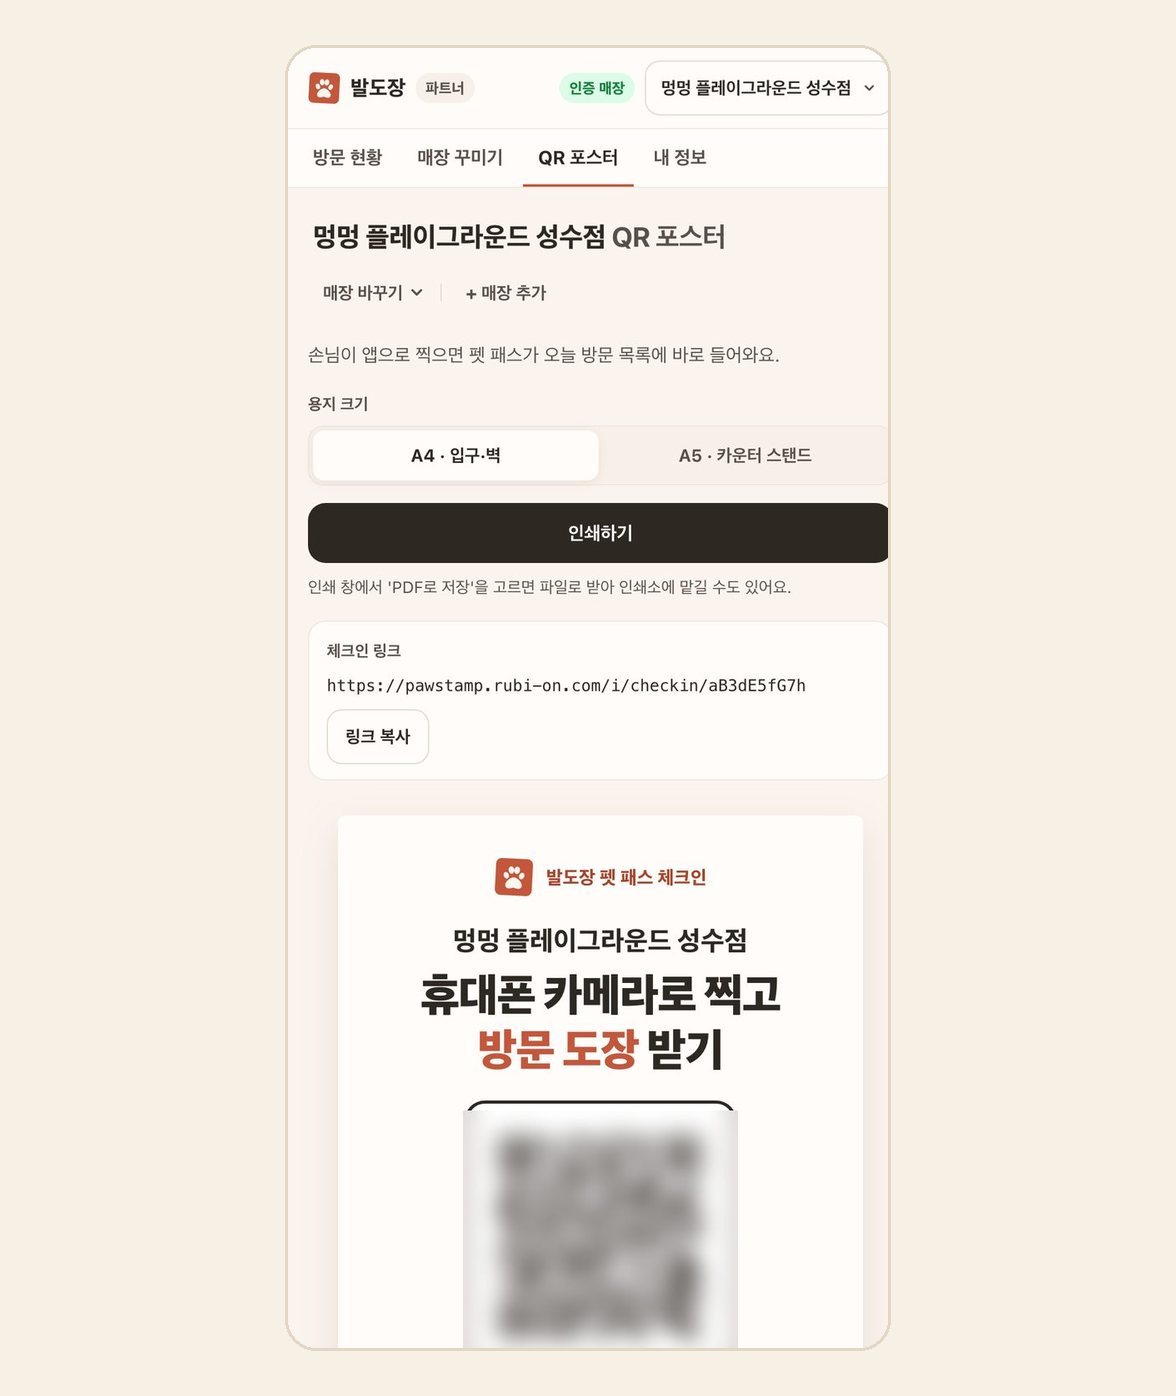 발도장 파트너 인증 매장 멍멍 플레이그라운드 성수점
방문 현황 매장 꾸미기 QR 포스터 내 정보
멍멍 플레이그라운드 성수점 QR 포스터
매장 바꾸기 + 매장 추가
손님이 앱으로 찍으면 펫 패스가 오늘 방문 목록에 바로 들어와요.
용지 크기
A4 · 입구·벽 A5 · 카운터 스탠드
인쇄하기
인쇄 창에서 'PDF로 저장'을 고르면 파일로 받아 인쇄소에 맡길 수도 있어요.
체크인 링크
https://pawstamp.rubi-on.com/i/checkin/aB3dE5fG7h
링크 복사
발도장 펫 패스 체크인
멍멍 플레이그라운드 성수점
휴대폰 카메라로 찍고
방문 도장 받기